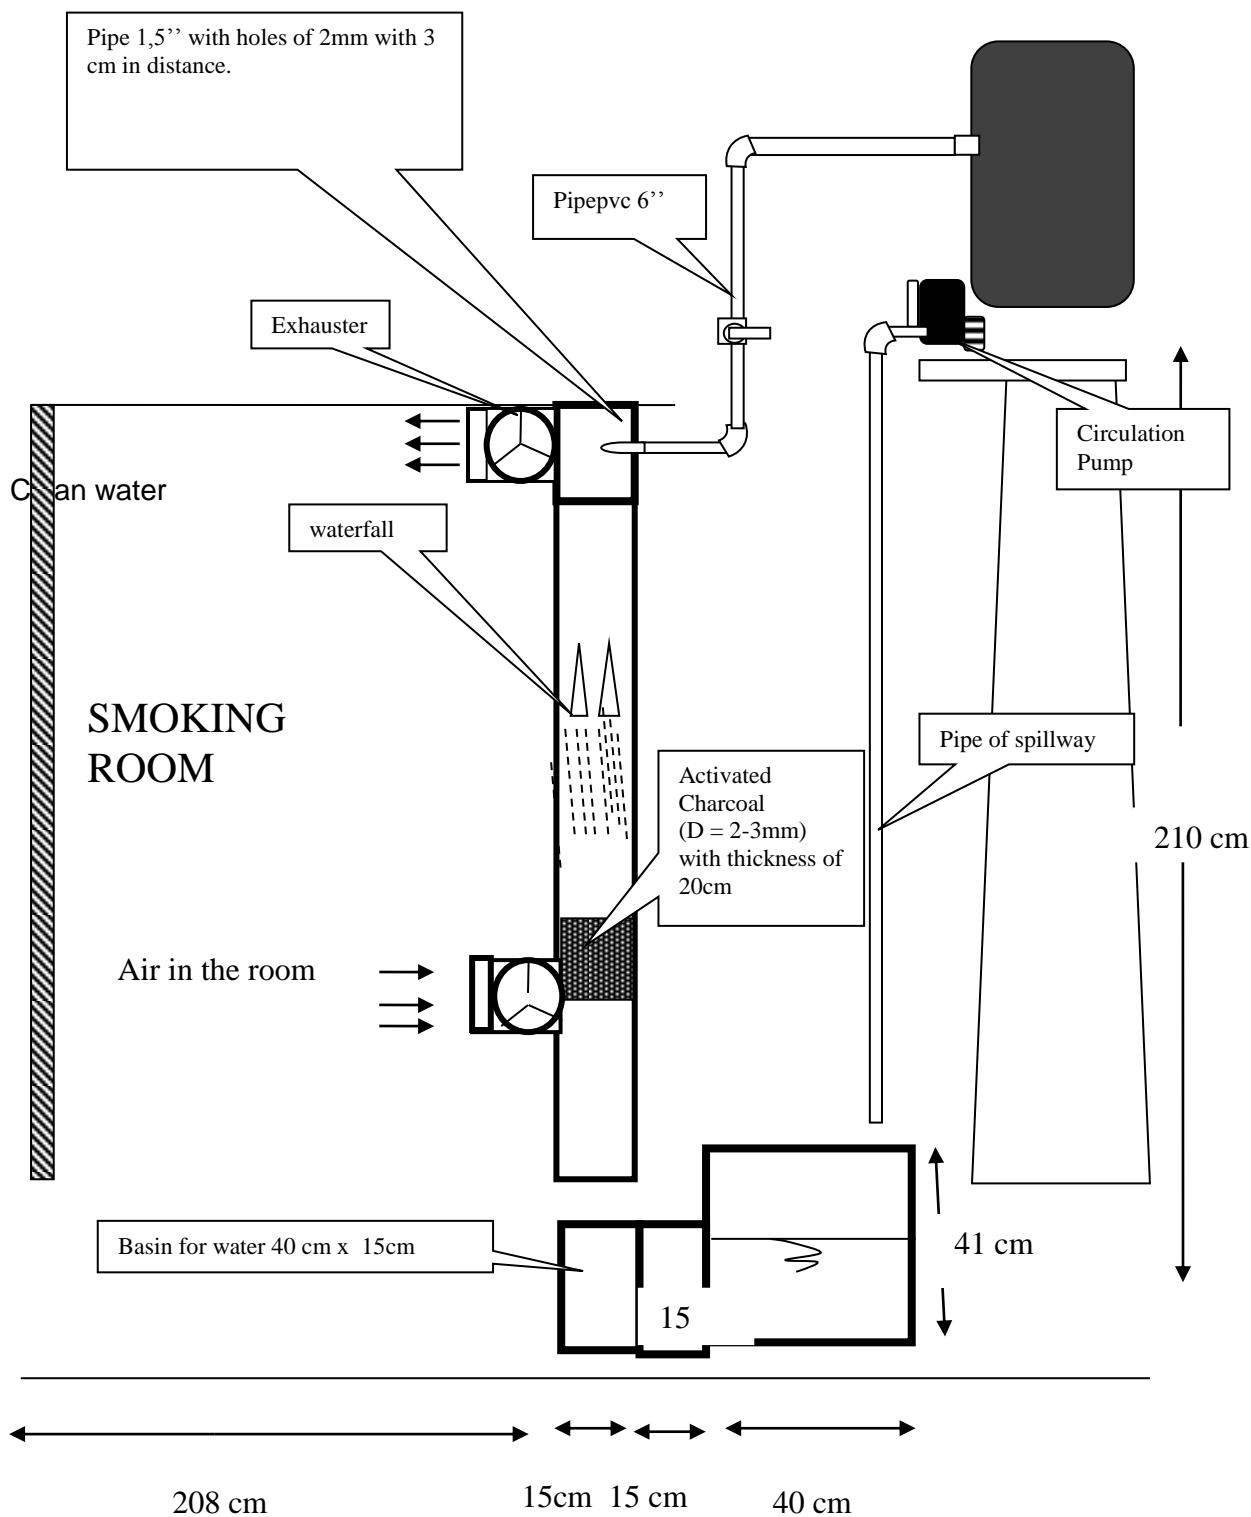 Pipe 1,5’’ with holes of 2mm with 3
cm in distance.
Pipepvc 6’’
Exhauster
Circulation
Pump
an water
waterfall
SMOKING
ROOM
Pipe of spillway
Activated
Charcoal
(D = 2-3mm)
with thickness of
20cm
210 cm
Air in the room
Basin for water 40 cm x  15cm
41 cm
15
208 cm
15cm
15 cm
40 cm